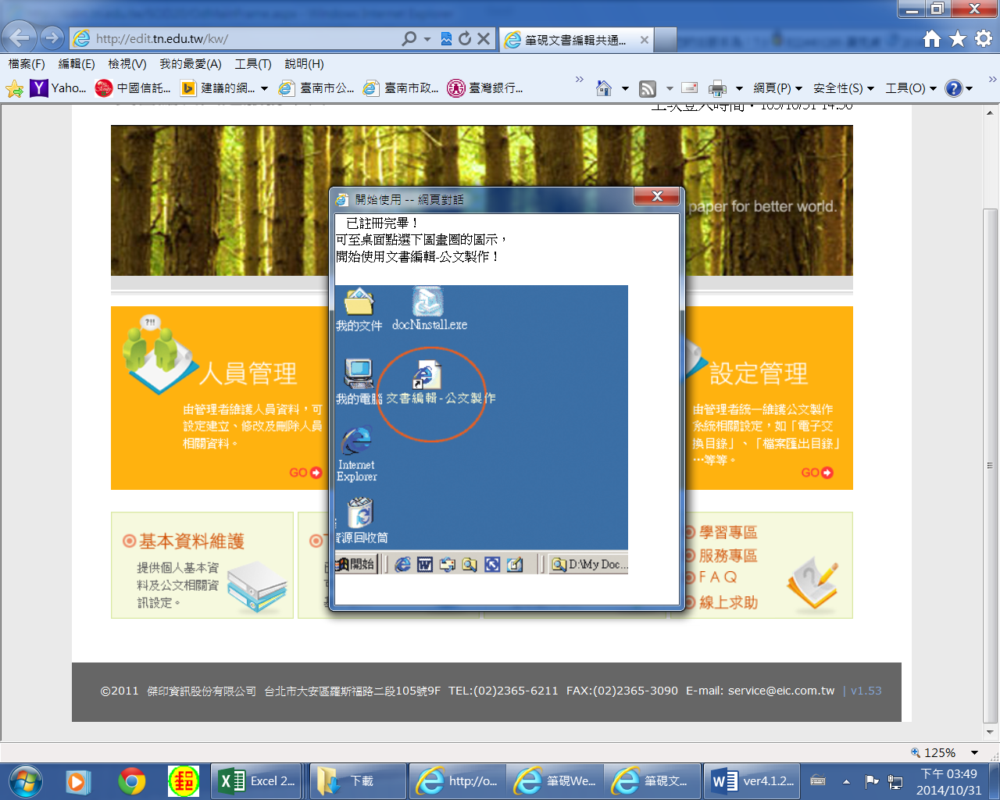 http://edit.tn.edu.tw/kw/
筆硯文書編輯共通...
檔案(F) 編輯(E) 檢視(V) 我的最愛(A) 工具(T) 說明(H)
Yaho... 中國信託... 建議的網... 臺南市公... 臺南市政... 臺灣銀行...
網頁(P) 安全性(S) 工具(O)
上次登入時間：103/10/31 14:50
paper for better world.
開始使用 -- 網頁對話
已註冊完畢！
可至桌面點選下圖畫圈的圖示，
開始使用文書編輯-公文製作！
我的文件 docNinstall.exe
我的電腦 文書編輯-公文製作
Internet
Explorer
資源回收筒
開始 D:\My Doc...
人員管理
由管理者維護人員資料，可
設定建立、修改及刪除人員
相關資料。
GO
設定管理
由管理者統一維護公文製作
系統相關設定，如「電子交
換目錄」、「檔案匯出目錄」
…等等。
GO
基本資料維護
提供個人基本資
料及公文相關資
訊設定。
學習專區
服務專區
FAQ
線上求助
©2011 傑印資訊股份有限公司 台北市大安區羅斯福路二段105號9F TEL:(02)2365-6211 FAX:(02)2365-3090 E-mail: service@eic.com.tw | v1.53
125%
Excel 2... 下載 http://o... 筆硯We... 筆硯文... ver4.1.2...
下午 03:49
2014/10/31